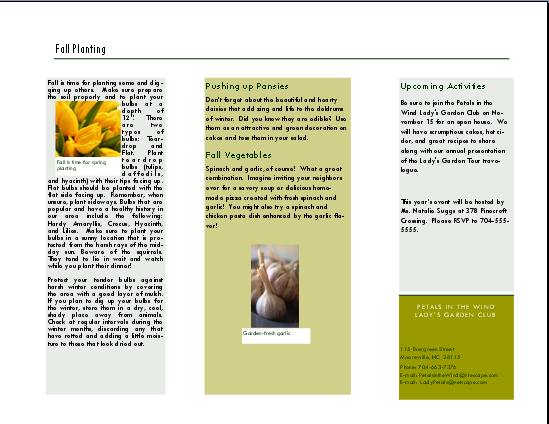 Fall Planting
Fall is time for planting some and dig-
ging up others.  Make sure prepare
the soil properly and to plant your
bulbs at a
depth of
12". There
are two
types of
bulbs: Tear-
drop and
Flat. Plant
teardrop
bulbs (tulips,
daffodils,
Fall is time for spring
planting
and hyacinth) with their tips facing up.
Flat bulbs should be planted with the
flat side facing up. Remember, when
unsure, plant sideways. Bulbs that are
popular and have a healthy history in
our area include the following:
Hardy Amaryllis, Crocus, Hyacinth,
and Lilies.  Make sure to plant your
bulbs in a sunny location that is pro-
tected from the harsh rays of the mid-
day sun. Beware of the squirrels.
They tend to lie in wait and watch
while you plant their dinner!
Protect your tender bulbs against
harsh winter conditions by covering
the area with a good layer of mulch.
If you plan to dig up your bulbs for
the winter, store them in a dry, cool,
shady place away from animals.
Check at regular intervals during the
winter months, discarding any that
have rotted and adding a little mois-
ture to those that look dried out.
Pushing up Pansies
Don't forget about the beautiful and hearty
daisies that add zing and life to the doldrums
of winter.  Did you know they are edible?  Use
them as an attractive and green decoration on
cakes and toss them in your salad.
Fall Vegetables
Spinach and garlic, of course!  What a great
combination.  Imagine inviting your neighbors
over for a savory soup or delicious home-
made pizza created with fresh spinach and
garlic!  You might also try a spinach and
chicken pasta dish enhanced by the garlic fla-
vor!
Garden-fresh garlic
Upcoming Activities
Be sure to join the Petals in the
Wind Lady's Garden Club on No-
vember 15 for an open house.  We
will have scrumptious cakes, hot ci-
der, and great recipes to share
along with our annual presentation
of the Lady's Garden Tour trave-
logue.
This year's event will be hosted by
Ms. Natalie Suggs at 378 Pinecroft
Crossing.  Please RSVP to 704-555-
5555.
PETALS IN THE WIND
LADY'S GARDEN CLUB
115 Evergreen Street
Mooresville, NC 28115
Phone: 704-663-7376
E-mail: PetalsintheWind@netscape.com
E-mail: LadyPetals@netscape.com